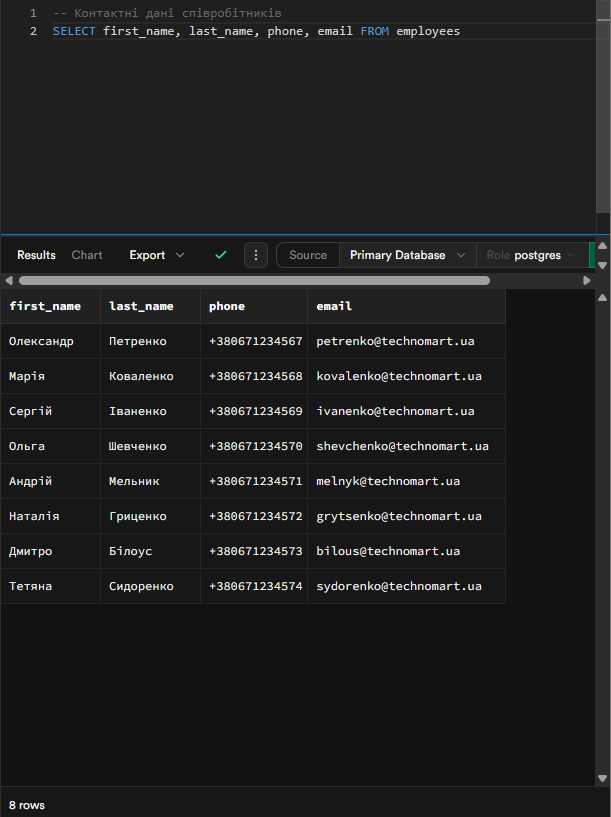 1 -- Контактні дані співробітників
2 SELECT first_name, last_name, phone, email FROM employees
Results Chart Export Source Primary Database Role postgres
first_name last_name phone email
Олександр Петренко +380671234567 petrenko@technomart.ua
Марія Коваленко +380671234568 kovalenko@technomart.ua
Сергій Іваненко +380671234569 ivanenko@technomart.ua
Ольга Шевченко +380671234570 shevchenko@technomart.ua
Андрій Мельник +380671234571 melnyk@technomart.ua
Наталія Гриценко +380671234572 grytsenko@technomart.ua
Дмитро Білоус +380671234573 bilous@technomart.ua
Тетяна Сидоренко +380671234574 sydorenko@technomart.ua
8 rows